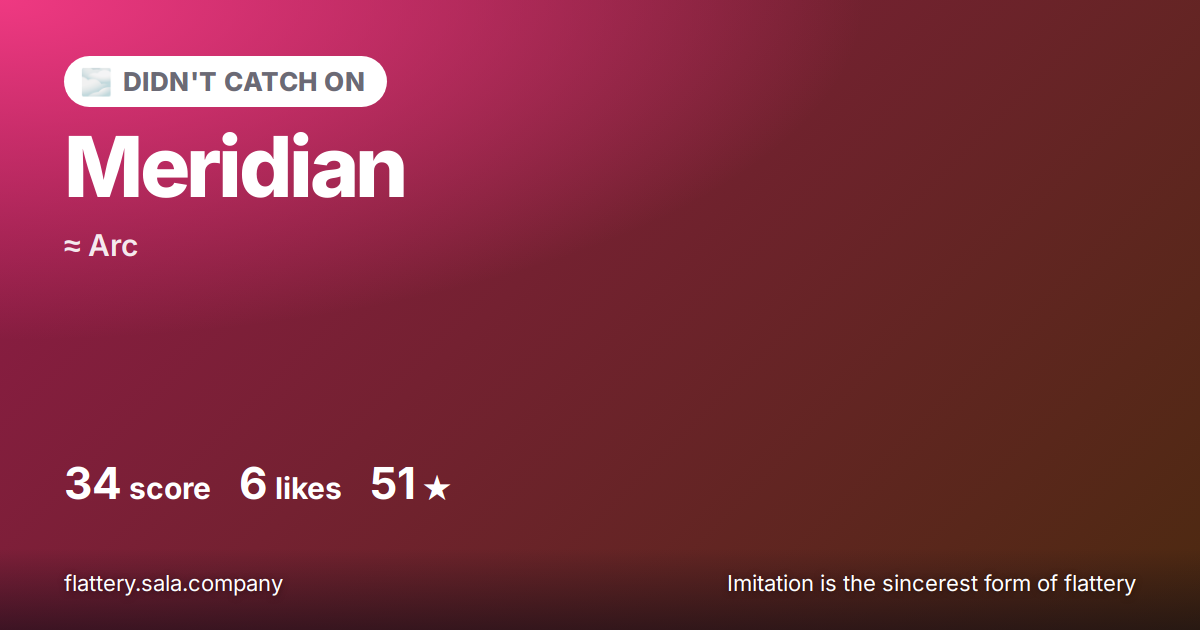 DIDN'T CATCH ON
Meridian
≈ Arc
34 score 6 likes 51 ★
flattery.sala.company
Imitation is the sincerest form of flattery